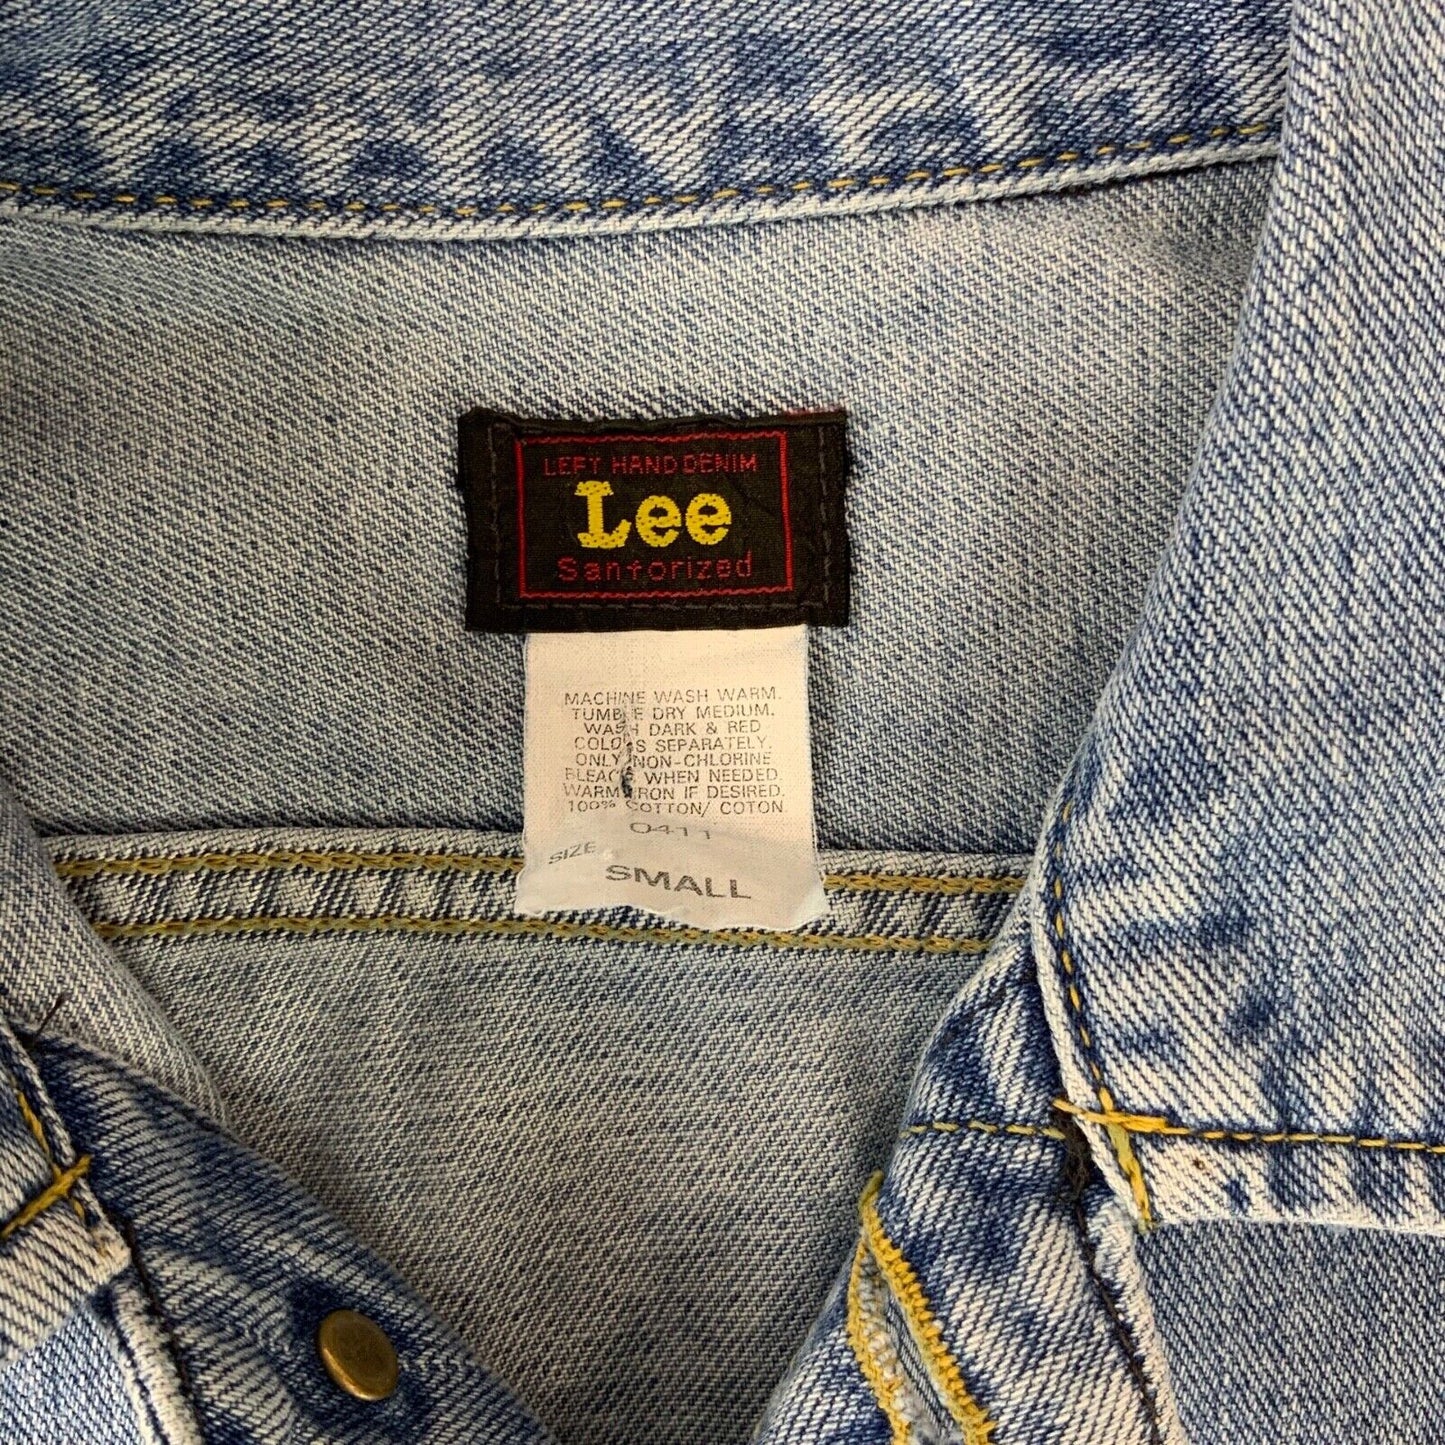 LEFT HAND DENIM
Lee
Sanforized
MACHINE WASH WARM.
TUMBLE DRY MEDIUM.
WASH DARK & RED
COLORS SEPARATELY.
ONLY NON-CHLORINE
BLEACH WHEN NEEDED.
WARM IRON IF DESIRED.
100% COTTON/ COTON
0411
SIZE SMALL